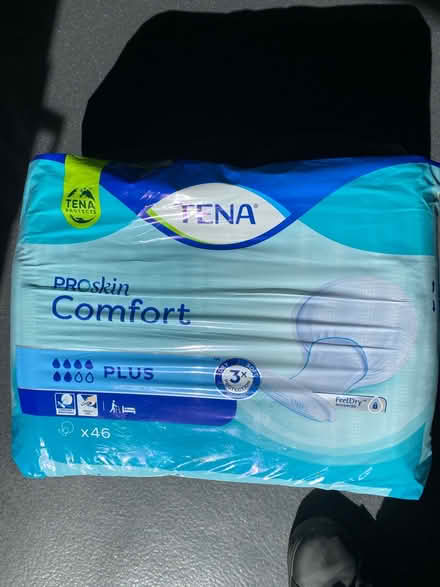 TENA
PROTECTS
TENA
PROskin
Comfort
PLUS
3x
FeelDry
x46